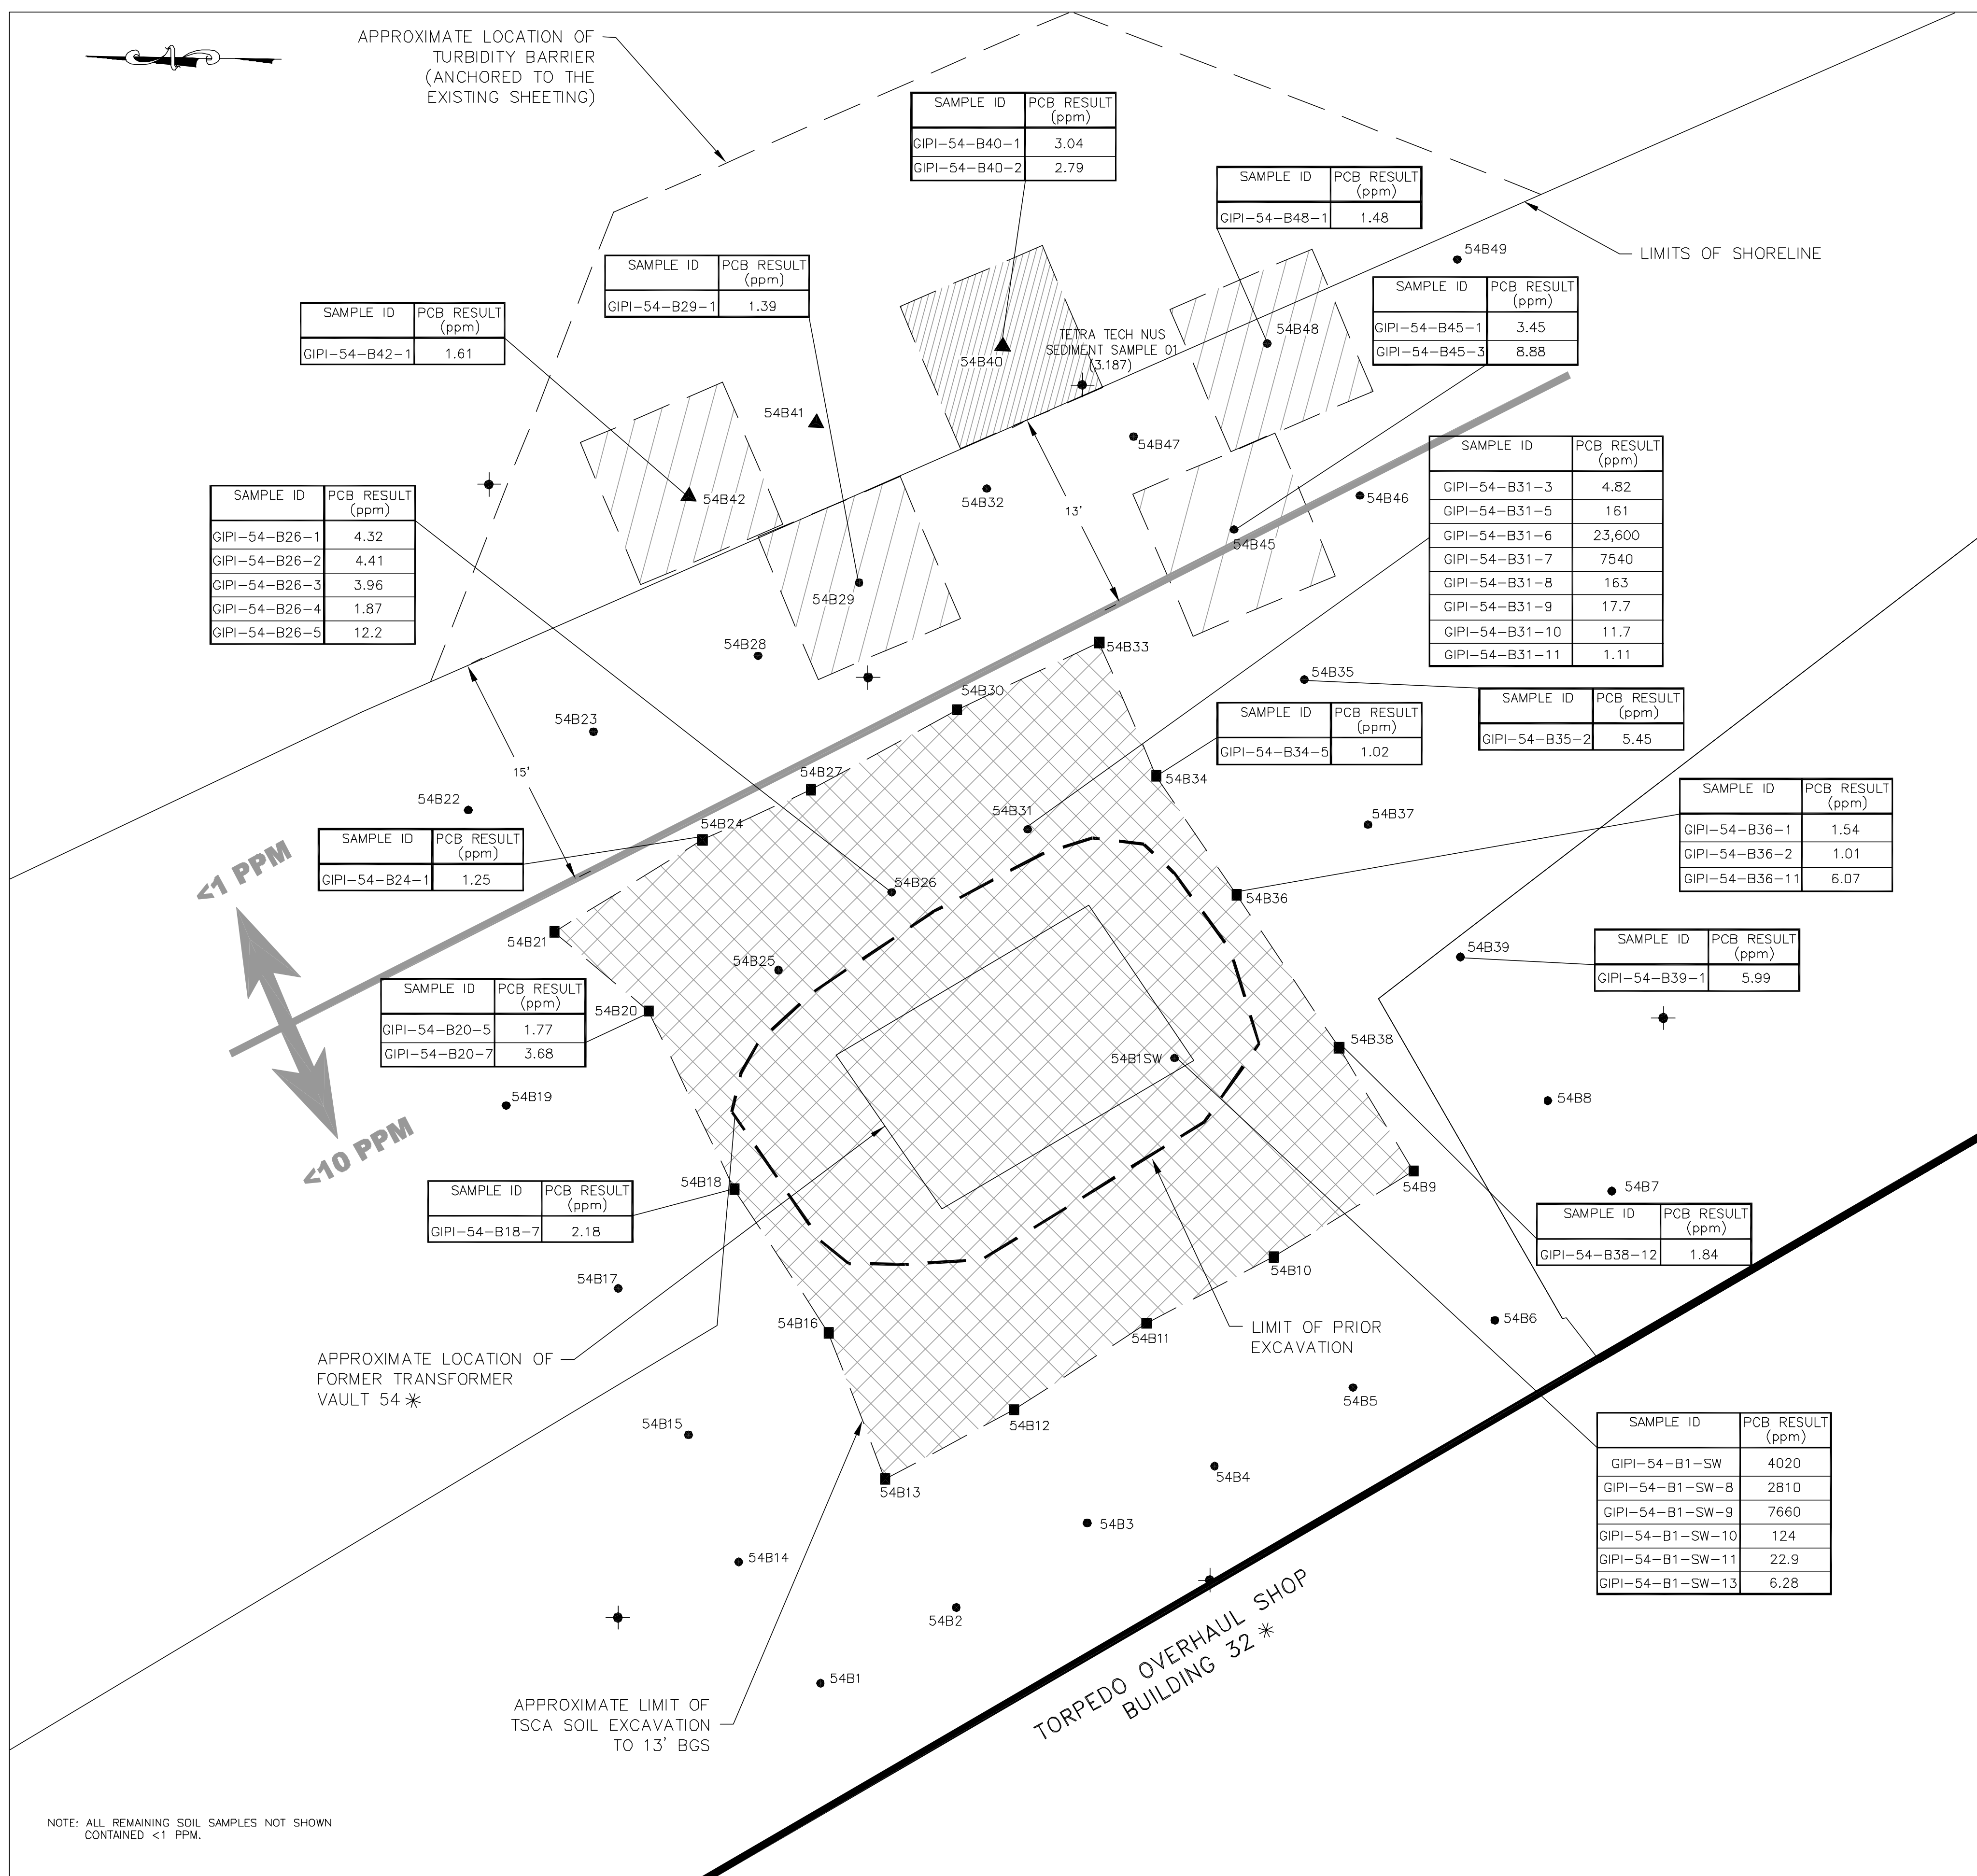 APPROXIMATE LOCATION OF
TURBIDITY BARRIER
(ANCHORED TO THE
EXISTING SHEETING)
SAMPLE ID PCB RESULT
(ppm)
GIPI-54-B40-1 3.04
GIPI-54-B40-2 2.79
SAMPLE ID PCB RESULT
(ppm)
GIPI-54-B48-1 1.48
LIMITS OF SHORELINE
54B49
SAMPLE ID PCB RESULT
(ppm)
GIPI-54-B29-1 1.39
SAMPLE ID PCB RESULT
(ppm)
GIPI-54-B45-1 3.45
GIPI-54-B45-3 8.88
SAMPLE ID PCB RESULT
(ppm)
GIPI-54-B42-1 1.61
54B48
TETRA TECH NUS
SEDIMENT SAMPLE 01
(3.187)
54B40
54B41
54B47
54B42
54B32
54B46
13'
54B45
SAMPLE ID PCB RESULT
(ppm)
GIPI-54-B31-3 4.82
GIPI-54-B31-5 161
GIPI-54-B31-6 23,600
GIPI-54-B31-7 7540
GIPI-54-B31-8 163
GIPI-54-B31-9 17.7
GIPI-54-B31-10 11.7
GIPI-54-B31-11 1.11
SAMPLE ID PCB RESULT
(ppm)
GIPI-54-B26-1 4.32
GIPI-54-B26-2 4.41
GIPI-54-B26-3 3.96
GIPI-54-B26-4 1.87
GIPI-54-B26-5 12.2
54B29
54B28
54B33
54B35
54B30
SAMPLE ID PCB RESULT
(ppm)
GIPI-54-B35-2 5.45
SAMPLE ID PCB RESULT
(ppm)
GIPI-54-B34-5 1.02
54B23
15'
54B27
54B34
54B22
54B31
54B37
54B24
SAMPLE ID PCB RESULT
(ppm)
GIPI-54-B24-1 1.25
SAMPLE ID PCB RESULT
(ppm)
GIPI-54-B36-1 1.54
GIPI-54-B36-2 1.01
GIPI-54-B36-11 6.07
<1 PPM
54B26
54B36
54B21
54B39
SAMPLE ID PCB RESULT
(ppm)
GIPI-54-B39-1 5.99
54B25
54B20
SAMPLE ID PCB RESULT
(ppm)
GIPI-54-B20-5 1.77
GIPI-54-B20-7 3.68
54B38
54B1SW
54B19
54B8
<10 PPM
54B18
54B9
54B7
SAMPLE ID PCB RESULT
(ppm)
GIPI-54-B18-7 2.18
SAMPLE ID PCB RESULT
(ppm)
GIPI-54-B38-12 1.84
54B17
54B10
54B16
54B11
54B6
LIMIT OF PRIOR
EXCAVATION
APPROXIMATE LOCATION OF
FORMER TRANSFORMER
VAULT 54 *
54B5
54B15
54B12
SAMPLE ID PCB RESULT
(ppm)
GIPI-54-B1-SW 4020
GIPI-54-B1-SW-8 2810
GIPI-54-B1-SW-9 7660
GIPI-54-B1-SW-10 124
GIPI-54-B1-SW-11 22.9
GIPI-54-B1-SW-13 6.28
54B4
54B13
54B3
54B14
54B2
54B1
TORPEDO OVERHAUL SHOP
BUILDING 32 *
APPROXIMATE LIMIT OF
TSCA SOIL EXCAVATION
TO 13' BGS
NOTE: ALL REMAINING SOIL SAMPLES NOT SHOWN
CONTAINED <1 PPM.